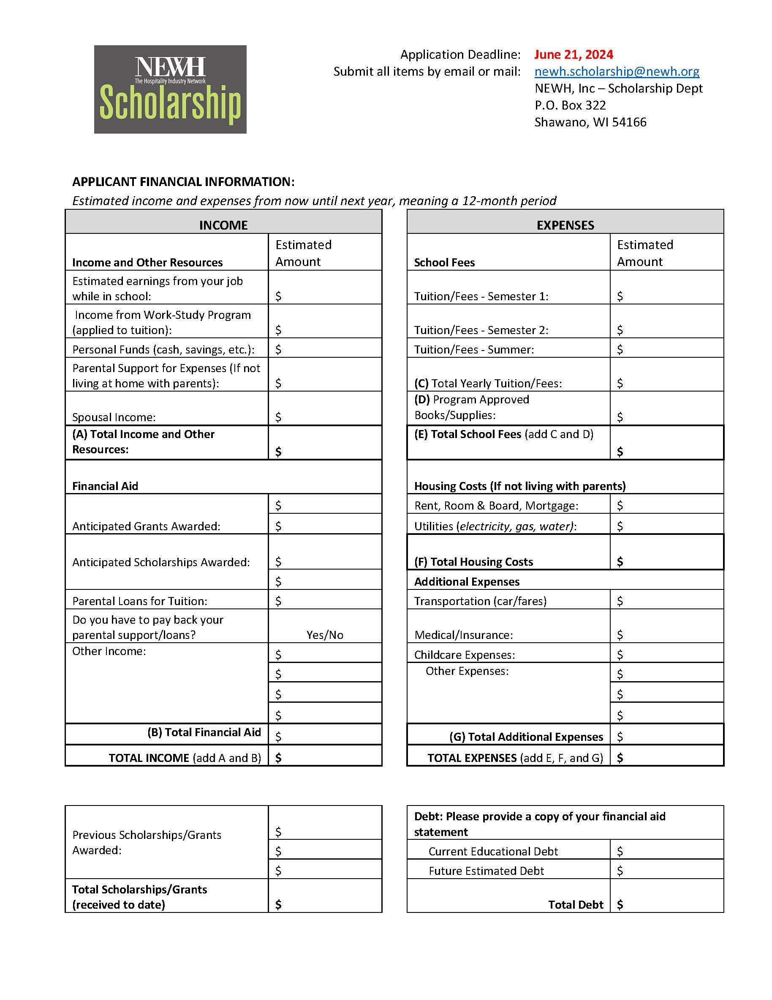 NEWH
The Hospitality Industry Network
Scholarship
Application Deadline: June 21, 2024
Submit all items by email or mail: newh.scholarship@newh.org
NEWH, Inc – Scholarship Dept
P.O. Box 322
Shawano, WI 54166
APPLICANT FINANCIAL INFORMATION:
Estimated income and expenses from now until next year, meaning a 12-month period
INCOME
Income and Other Resources
Estimated
Amount
Estimated earnings from your job
while in school: $
Income from Work-Study Program
(applied to tuition): $
Personal Funds (cash, savings, etc.): $
Parental Support for Expenses (If not
living at home with parents): $
Spousal Income: $
(A) Total Income and Other
Resources: $
Financial Aid
$
Anticipated Grants Awarded: $
Anticipated Scholarships Awarded: $
$
Parental Loans for Tuition: $
Do you have to pay back your
parental support/loans? Yes/No
Other Income: $
$
$
$
(B) Total Financial Aid $
TOTAL INCOME (add A and B) $
EXPENSES
School Fees
Estimated
Amount
Tuition/Fees - Semester 1: $
Tuition/Fees - Semester 2: $
Tuition/Fees - Summer: $
(C) Total Yearly Tuition/Fees: $
(D) Program Approved
Books/Supplies: $
(E) Total School Fees (add C and D)
$
Housing Costs (If not living with parents)
Rent, Room & Board, Mortgage: $
Utilities (electricity, gas, water): $
(F) Total Housing Costs $
Additional Expenses
Transportation (car/fares) $
Medical/Insurance: $
Childcare Expenses: $
Other Expenses: $
$
$
(G) Total Additional Expenses $
TOTAL EXPENSES (add E, F, and G) $
Previous Scholarships/Grants $
Awarded: $
$
Total Scholarships/Grants
(received to date) $
Debt: Please provide a copy of your financial aid
statement
Current Educational Debt $
Future Estimated Debt $
Total Debt $